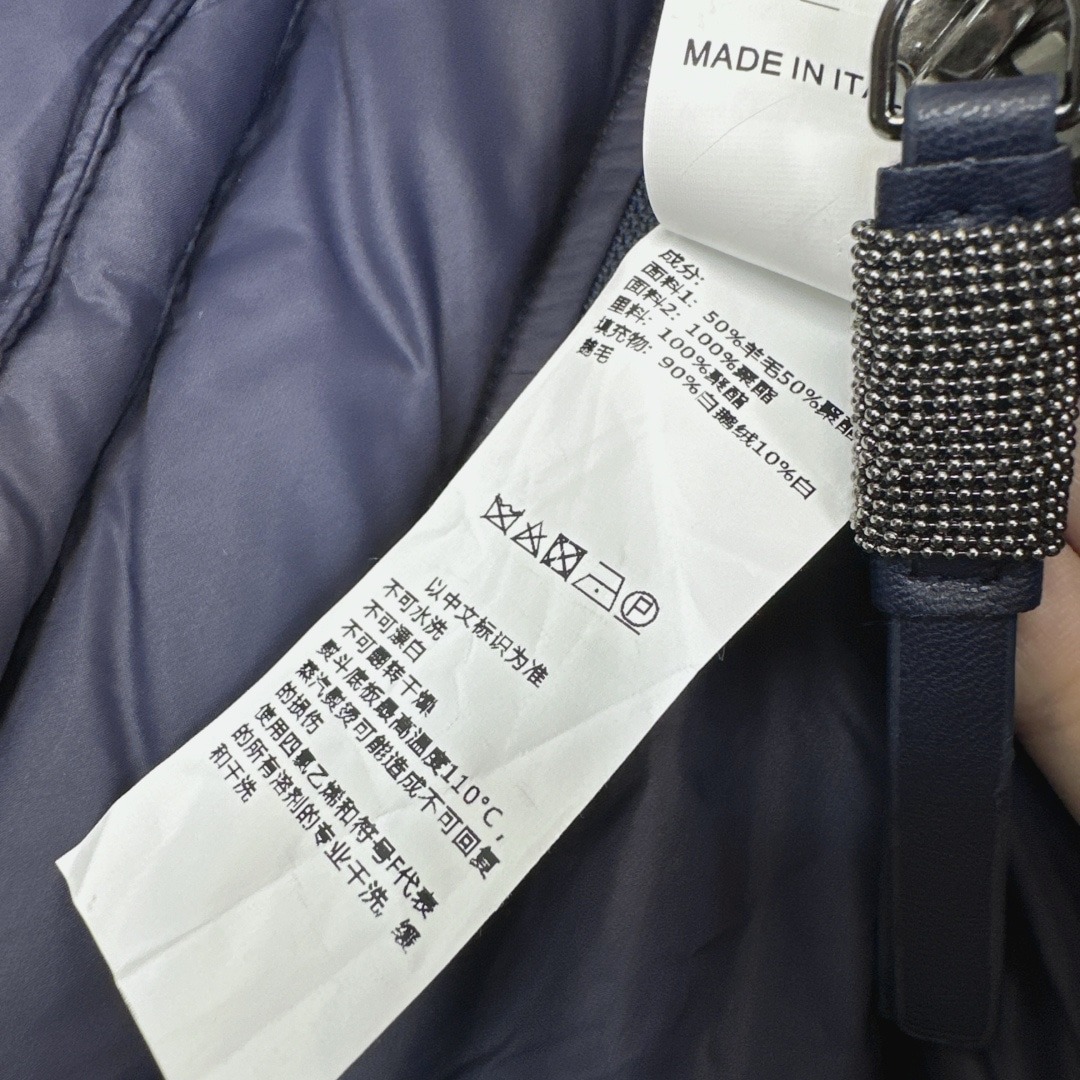 MADE IN ITA
成分:
面料1: 50%羊毛50%聚酯
面料2: 100%聚酯
里料: 100%聚酯
填充物: 90%白鹅绒10%白
鹅毛
P
以中文标识为准
不可水洗
不可漂白
不可翻转干燥
熨斗底板最高温度110°C,
蒸汽熨烫可能造成不可回复
的损伤
使用四氯乙烯和符号F代表
的所有溶剂的专业干洗, 缓
和干洗